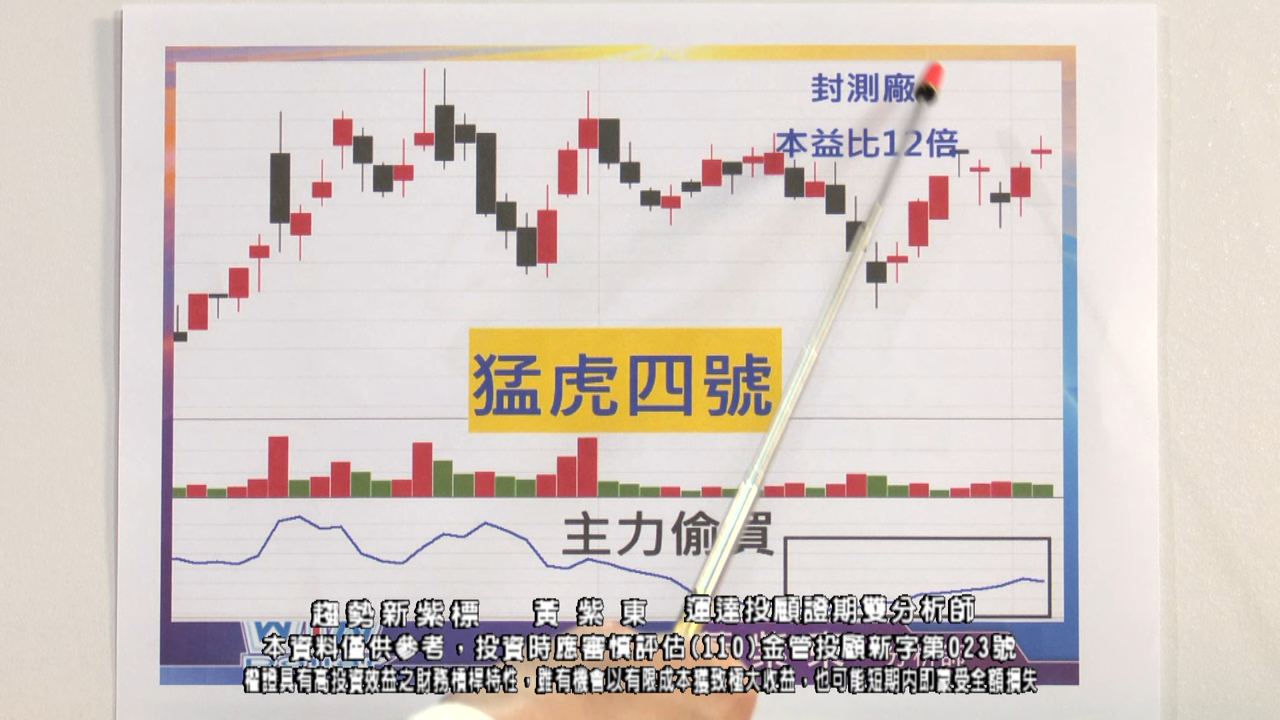 封測廠
本益比12倍
猛虎四號
主力偷買
趨勢新紫標 黃紫東 運達投顧證期雙分析師
本資料僅供參考，投資時應審慎評估(110)金管投顧新字第023號
權證具有高投資效益之財務槓桿特性，雖有機會以有限成本獲致極大收益，也可能短期內即蒙受全額損失